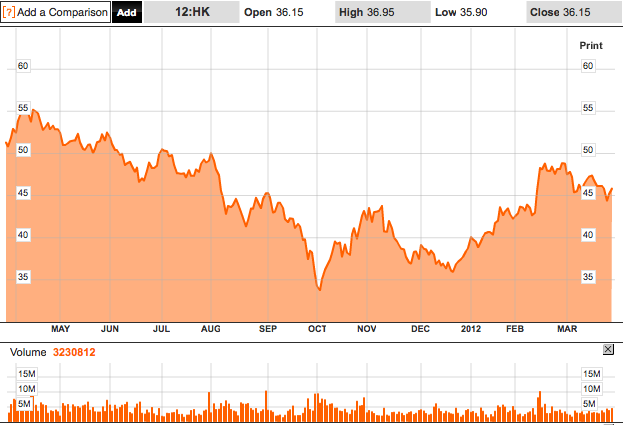 [?] Add a Comparison Add 12:HK Open 36.15 High 36.95 Low 35.90 Close 36.15
Print
60 60
55 55
50 50
45 45
40 40
35 35
MAY JUN JUL AUG SEP OCT NOV DEC 2012 FEB MAR
Volume 3230812
15M 15M
10M 10M
5M 5M